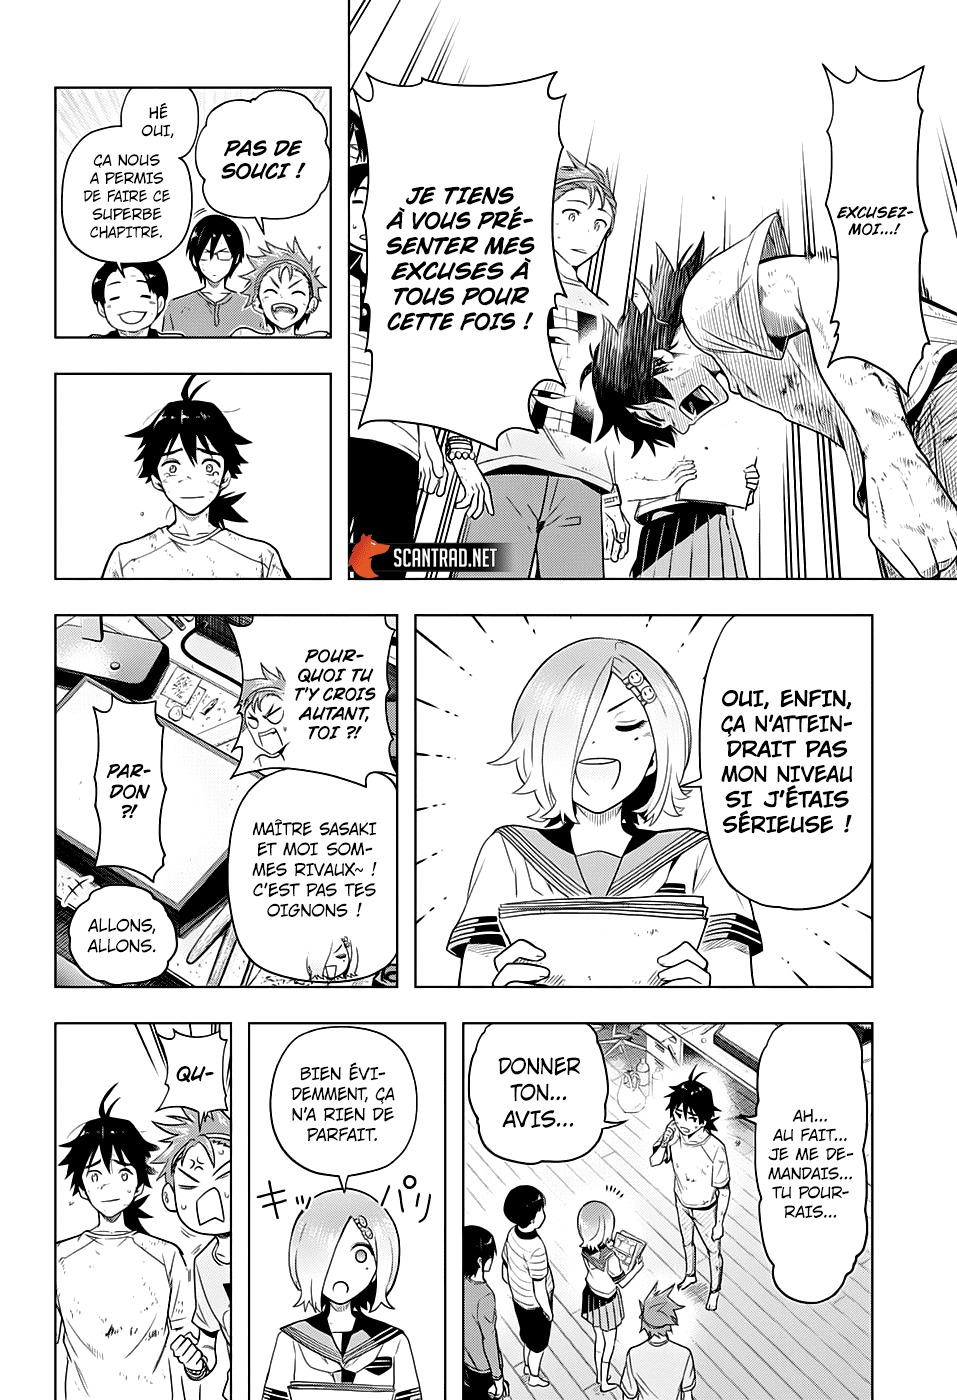 EXCUSEZ-
MOI...!
JE TIENS
À VOUS PRÉ-
SENTER MES
EXCUSES À
TOUS POUR
CETTE FOIS !
PAS DE
SOUCI !
HÉ
OUI,
ÇA NOUS
A PERMIS
DE FAIRE CE
SUPERBE
CHAPITRE.
SCANTRAD.NET
OUI, ENFIN,
ÇA N'ATTEIN-
DRAIT PAS
MON NIVEAU
SI J'ÉTAIS
SÉRIEUSE !
POUR-
QUOI TU
T'Y CROIS
AUTANT,
TOI ?!
MAÎTRE SASAKI
ET MOI SOM-
MES RIVAUX~ !
C'EST PAS TES
OIGNONS !
PAR-
DON
?!
ALLONS,
ALLONS.
AH...
AU FAIT...
JE ME DE-
MANDAIS...
TU POUR-
RAIS...
DONNER
TON...
AVIS...
BIEN ÉVI-
DEMMENT, ÇA
N'A RIEN DE
PARFAIT.
キッパリ
QU-